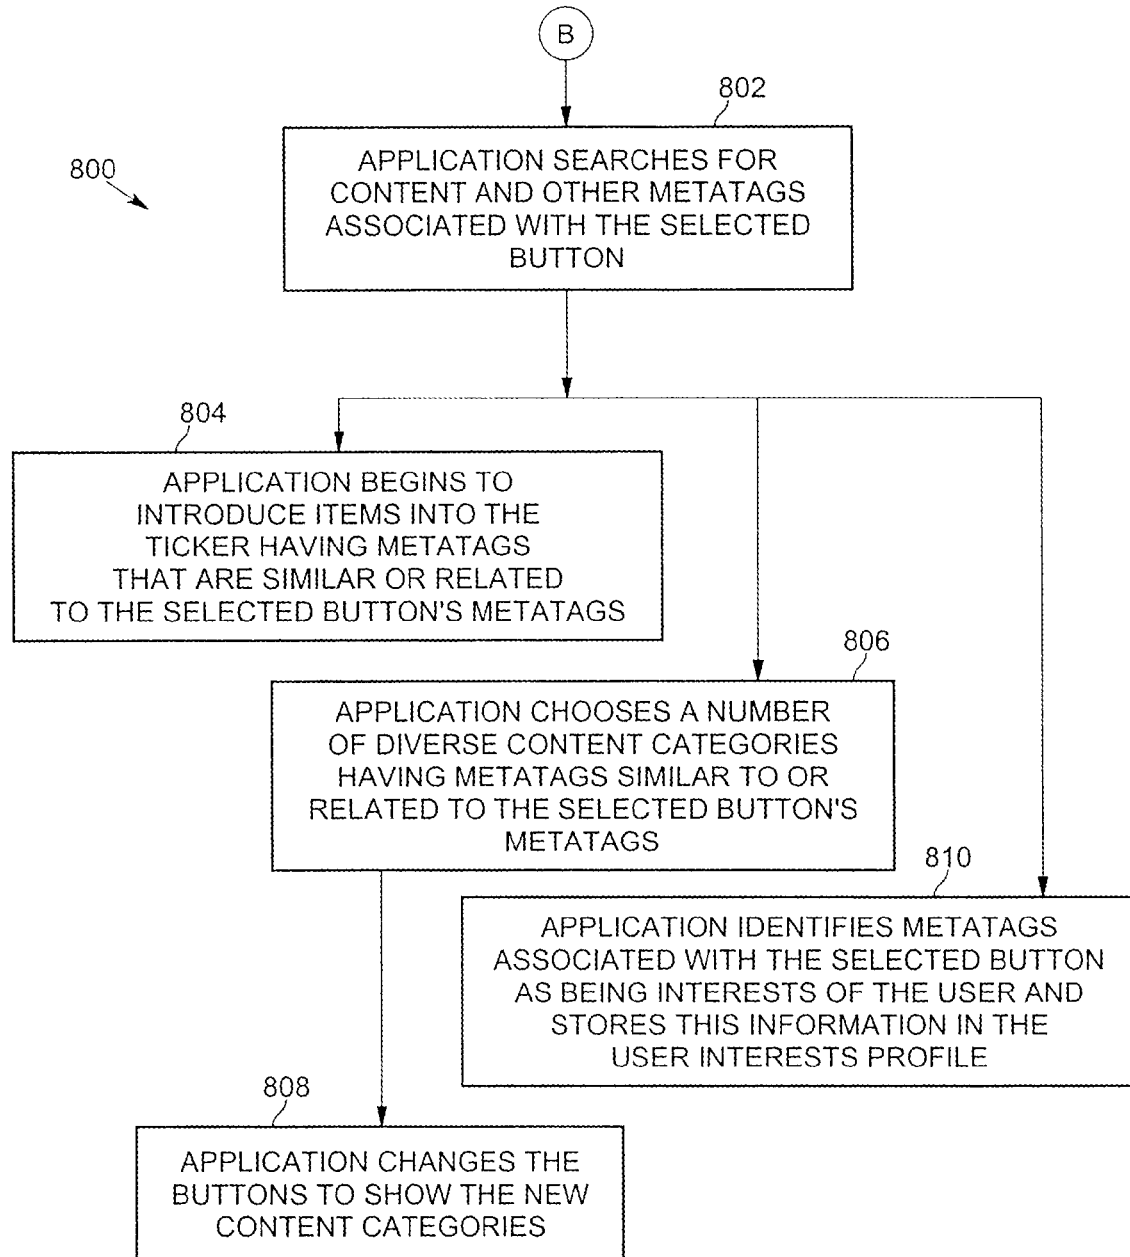 B
802
APPLICATION SEARCHES FOR
CONTENT AND OTHER METATAGS
ASSOCIATED WITH THE SELECTED
BUTTON
800
804
APPLICATION BEGINS TO
INTRODUCE ITEMS INTO THE
TICKER HAVING METATAGS
THAT ARE SIMILAR OR RELATED
TO THE SELECTED BUTTON'S METATAGS
806
APPLICATION CHOOSES A NUMBER
OF DIVERSE CONTENT CATEGORIES
HAVING METATAGS SIMILAR TO OR
RELATED TO THE SELECTED BUTTON'S
METATAGS
810
APPLICATION IDENTIFIES METATAGS
ASSOCIATED WITH THE SELECTED BUTTON
AS BEING INTERESTS OF THE USER AND
STORES THIS INFORMATION IN THE
USER INTERESTS PROFILE
808
APPLICATION CHANGES THE
BUTTONS TO SHOW THE NEW
CONTENT CATEGORIES